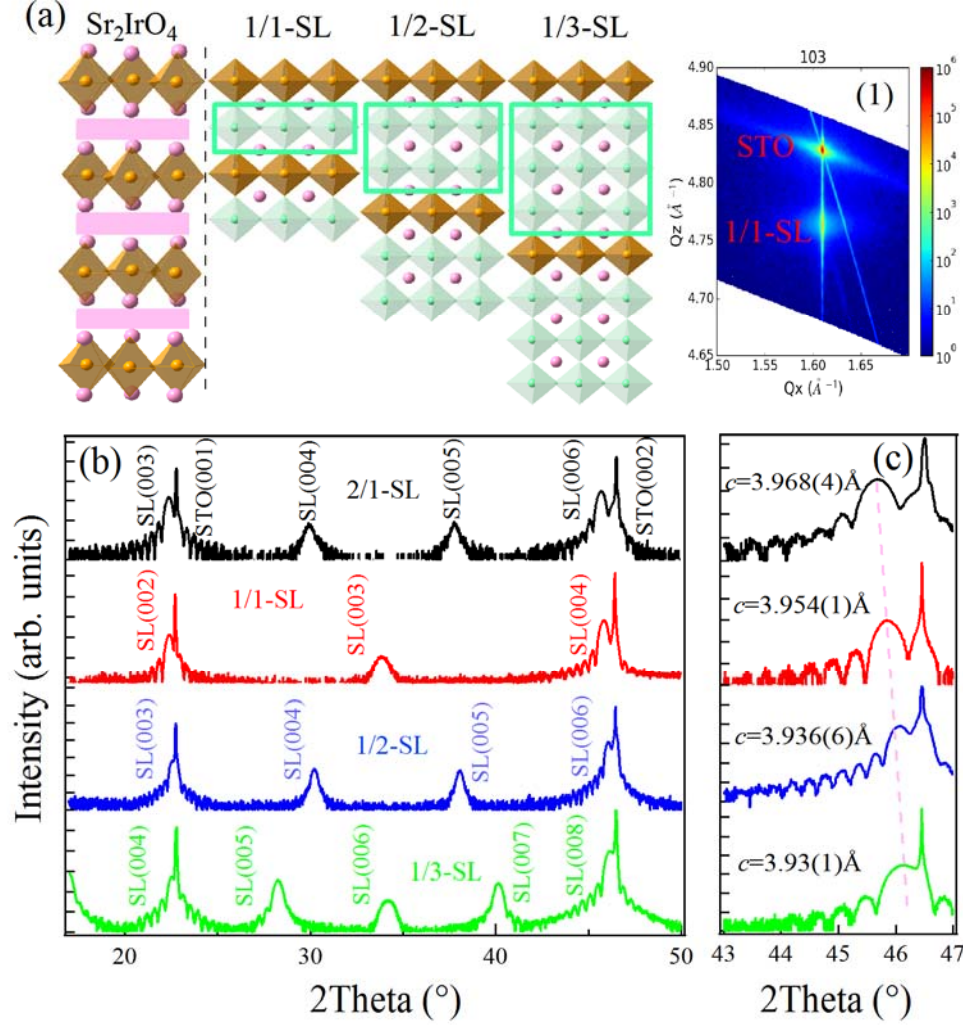 (a)
Sr₂IrO₄
1/1-SL
1/2-SL
1/3-SL
103
(1)
STO
1/1-SL
4.90
4.85
4.80
4.75
4.70
4.65
Qz (Å⁻¹)
1.50
1.55
1.60
1.65
Qx (Å⁻¹)
10⁶
10⁵
10⁴
10³
10²
10¹
10⁰
(b)
SL(003)
STO(001)
SL(004)
2/1-SL
SL(005)
SL(006)
STO(002)
SL(002)
1/1-SL
SL(003)
SL(004)
SL(003)
SL(004)
1/2-SL
SL(005)
SL(006)
SL(004)
SL(005)
SL(006)
1/3-SL
SL(007)
SL(008)
Intensity (arb. units)
20
30
40
50
2Theta (°)
(c)
c=3.968(4)Å
c=3.954(1)Å
c=3.936(6)Å
c=3.93(1)Å
43
44
45
46
47
2Theta (°)